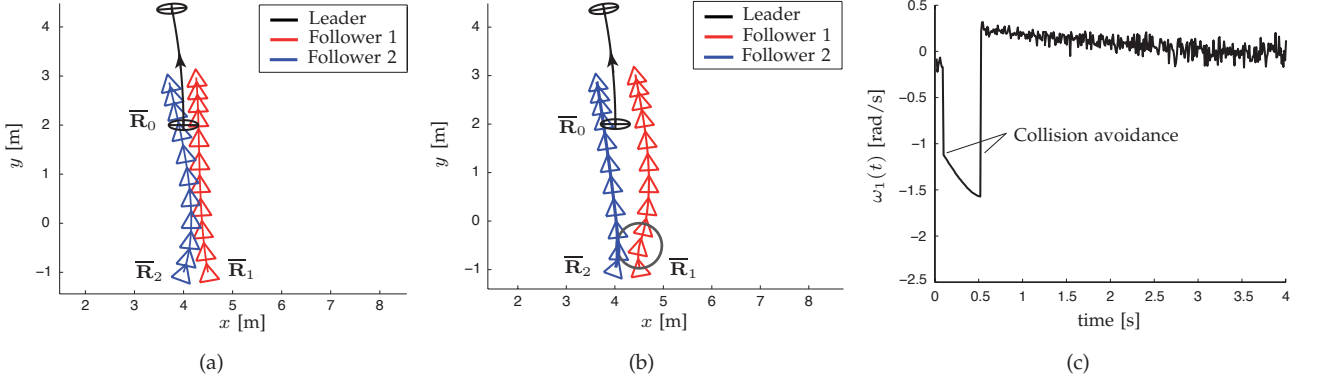 4
3
2
1
0
−1
y [m]
2
3
4
5
6
7
8
x [m]
Leader
Follower 1
Follower 2
R̅₀
R̅₂
R̅₁
(a)
4
3
2
1
0
−1
y [m]
2
3
4
5
6
7
8
x [m]
Leader
Follower 1
Follower 2
R̅₀
R̅₂
R̅₁
(b)
0.5
0
−0.5
−1
−1.5
−2
−2.5
ω₁(t) [rad/s]
Collision avoidance
0
0.5
1
1.5
2
2.5
3
3.5
4
time [s]
(c)